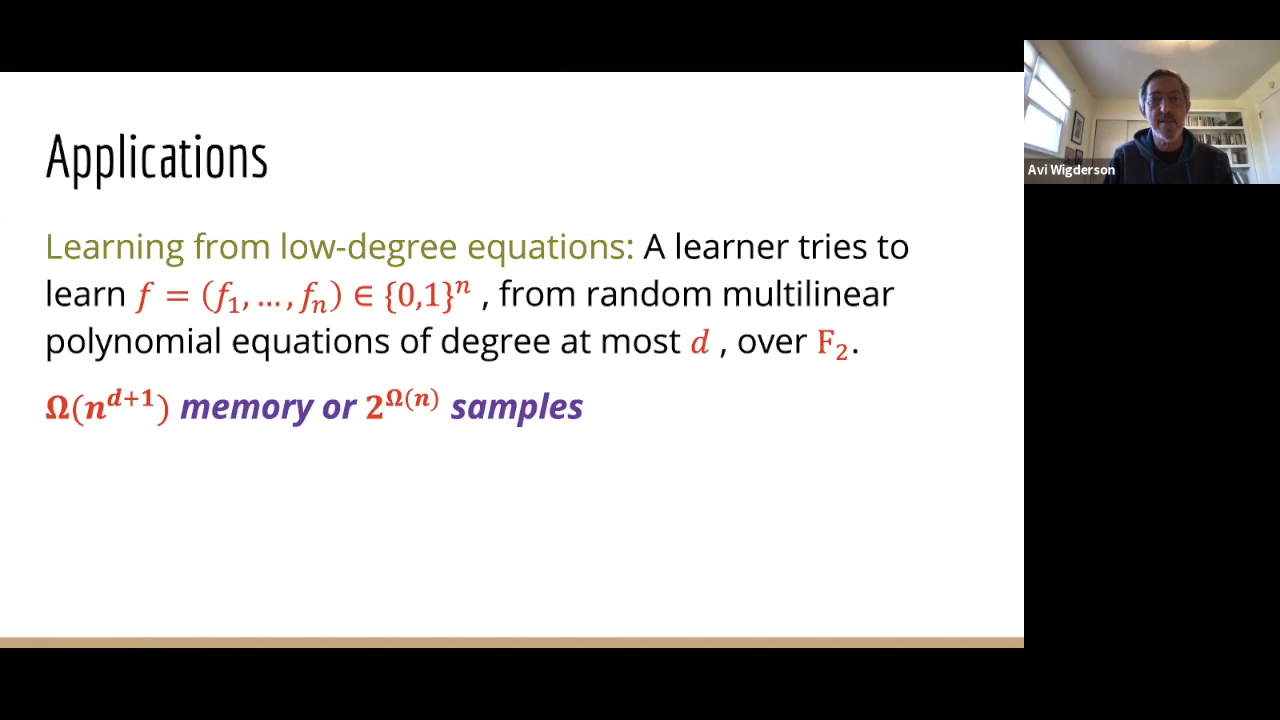 Applications
Learning from low-degree equations: A learner tries to
learn f = (f₁, ..., fₙ) ∈ {0,1}ⁿ , from random multilinear
polynomial equations of degree at most d , over F₂.
Ω(n^{d+1}) memory or 2^{Ω(n)} samples
Avi Wigderson